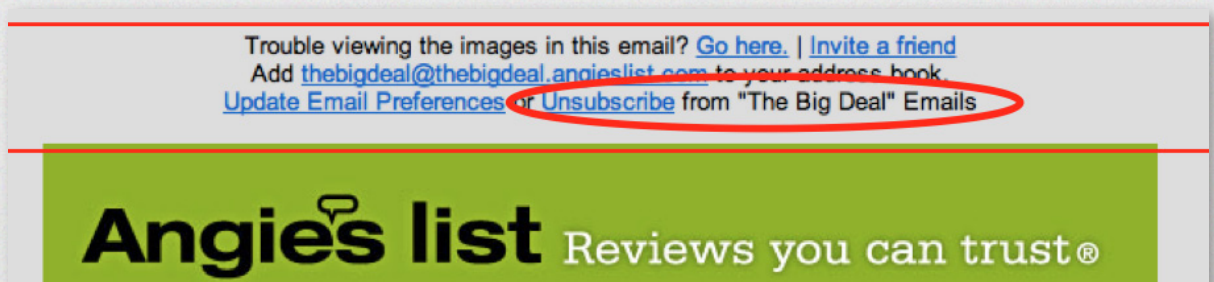 Trouble viewing the images in this email? Go here. | Invite a friend
Add thebigdeal@thebigdeal.angieslist.com to your address book.
Update Email Preferences or Unsubscribe from "The Big Deal" Emails
Angie's list Reviews you can trust®